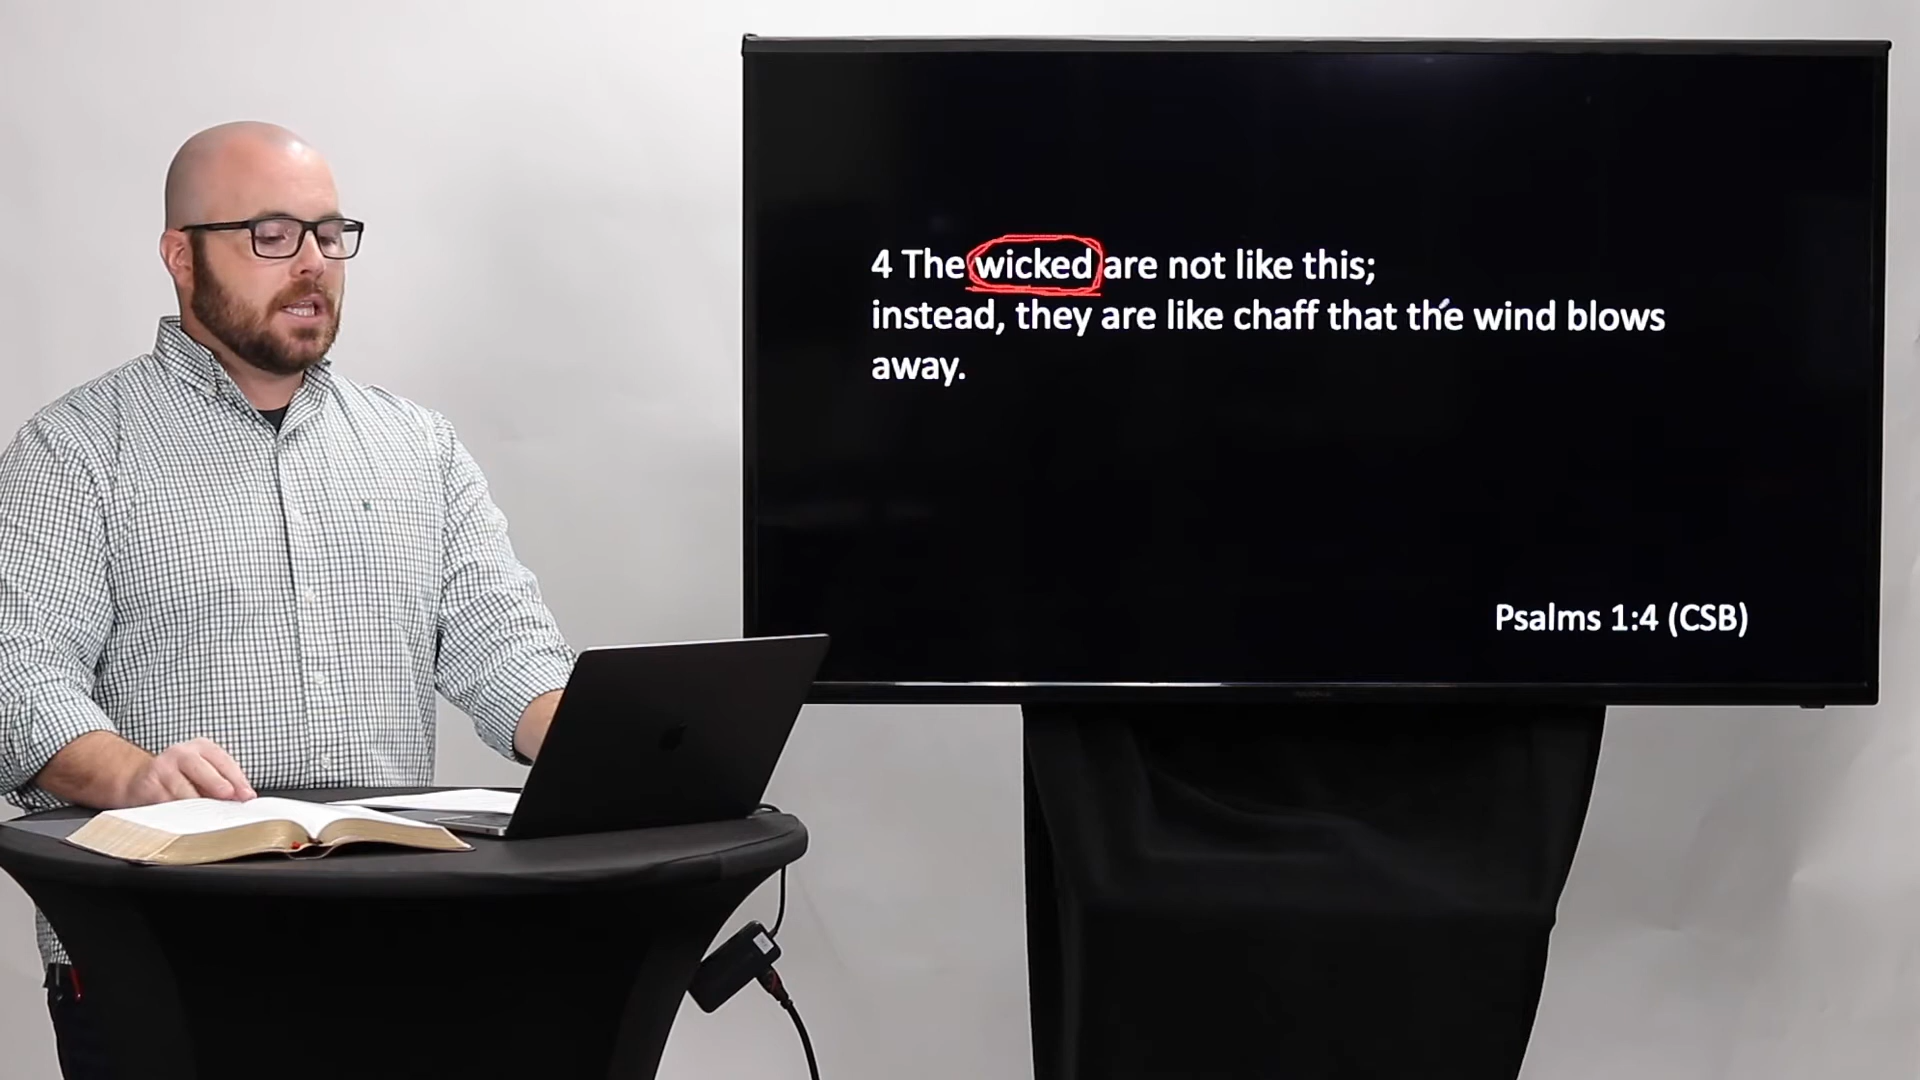 4 The wicked are not like this;
instead, they are like chaff that the wind blows
away.
Psalms 1:4 (CSB)